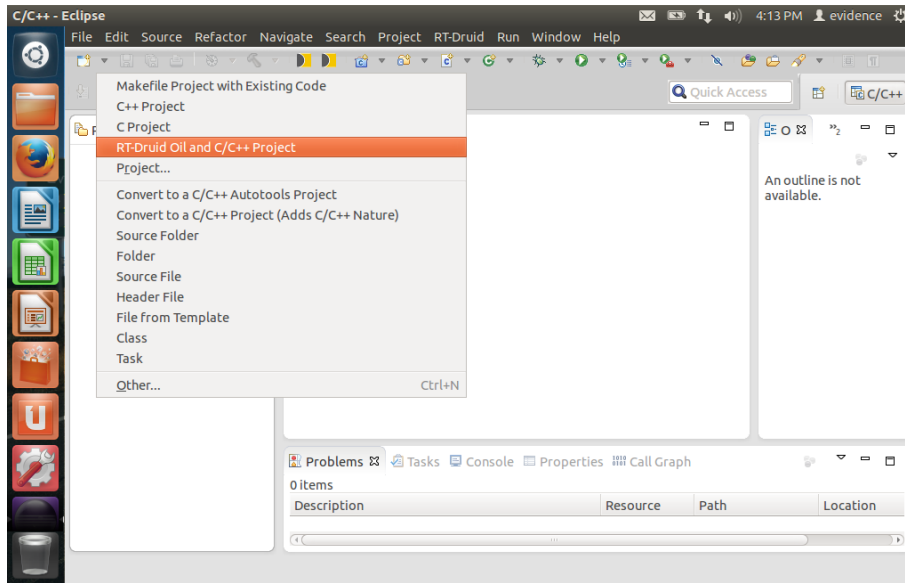 C/C++ - Eclipse 4:13 PM evidence
File Edit Source Refactor Navigate Search Project RT-Druid Run Window Help
Quick Access C/C++
Makefile Project with Existing Code
C++ Project
C Project
RT-Druid Oil and C/C++ Project
Project...
Convert to a C/C++ Autotools Project
Convert to a C/C++ Project (Adds C/C++ Nature)
Source Folder
Folder
Source File
Header File
File from Template
Class
Task
Other... Ctrl+N
O
An outline is not
available.
Problems Tasks Console Properties Call Graph
0 items
Description Resource Path Location